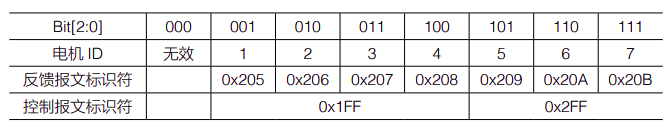 Bit[2:0] 000 001 010 011 100 101 110 111
电机 ID 无效 1 2 3 4 5 6 7
反馈报文标识符 0x205 0x206 0x207 0x208 0x209 0x20A 0x20B
控制报文标识符 0x1FF 0x2FF